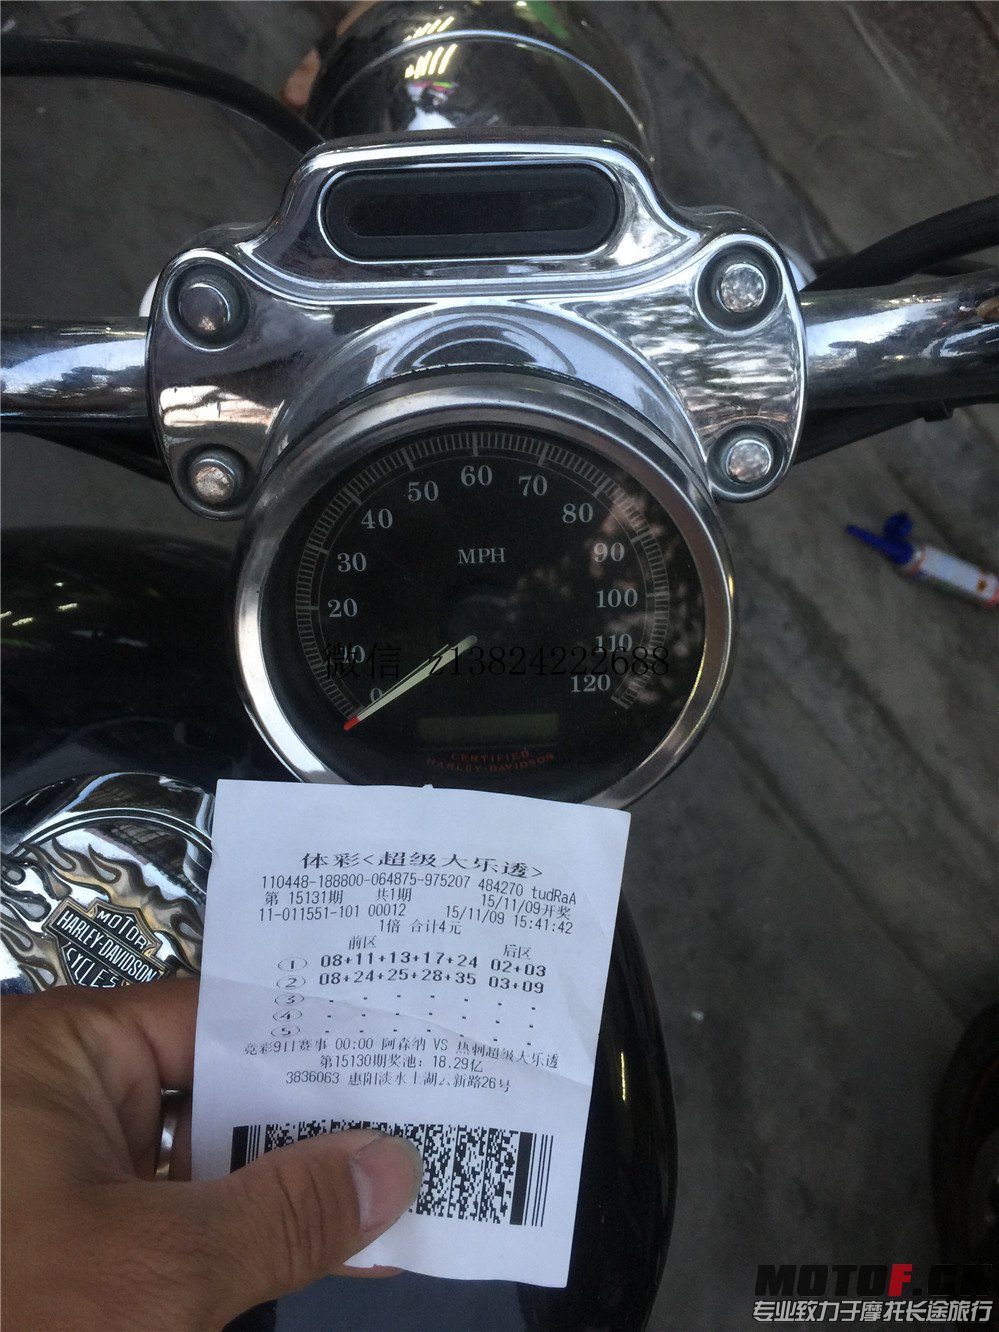 60
50
70
40
80
MPH
30
90
20
100
10
110
微信 z13824222688
0
120
CERTIFIED
HARLEY-DAVIDSON
体彩<超级大乐透>
110448-188800-064875-975207 484270 tudRaA
第 15131期 共1期 15/11/09开奖
11-011551-101 00012 15/11/09 15:41:42
1倍 合计4元
前区 后区
① 08+11+13+17+24 02+03
② 08+24+25+28+35 03+09
③ - - - - - - -
④ - - - - - - -
⑤ - - - - - - -
竞彩9日赛事 00:00 阿森纳 VS 热刺超级大乐透
第15130期奖池: 18.29亿
3836063 惠阳淡水土湖 新路26号
MOTOR
HARLEY-DAVIDSON
CYCLES
MOTOF.CN
专业致力于摩托长途旅行